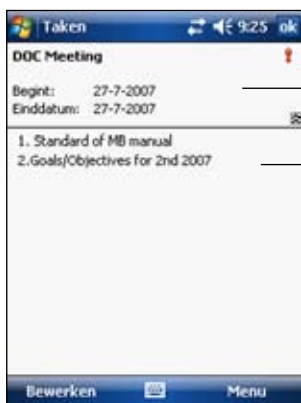 Taken 9:25 ok
DOC Meeting
Begint: 27-7-2007
Einddatum: 27-7-2007
1. Standard of MB manual
2.Goals/Objectives for 2nd 2007
Bewerken Menu